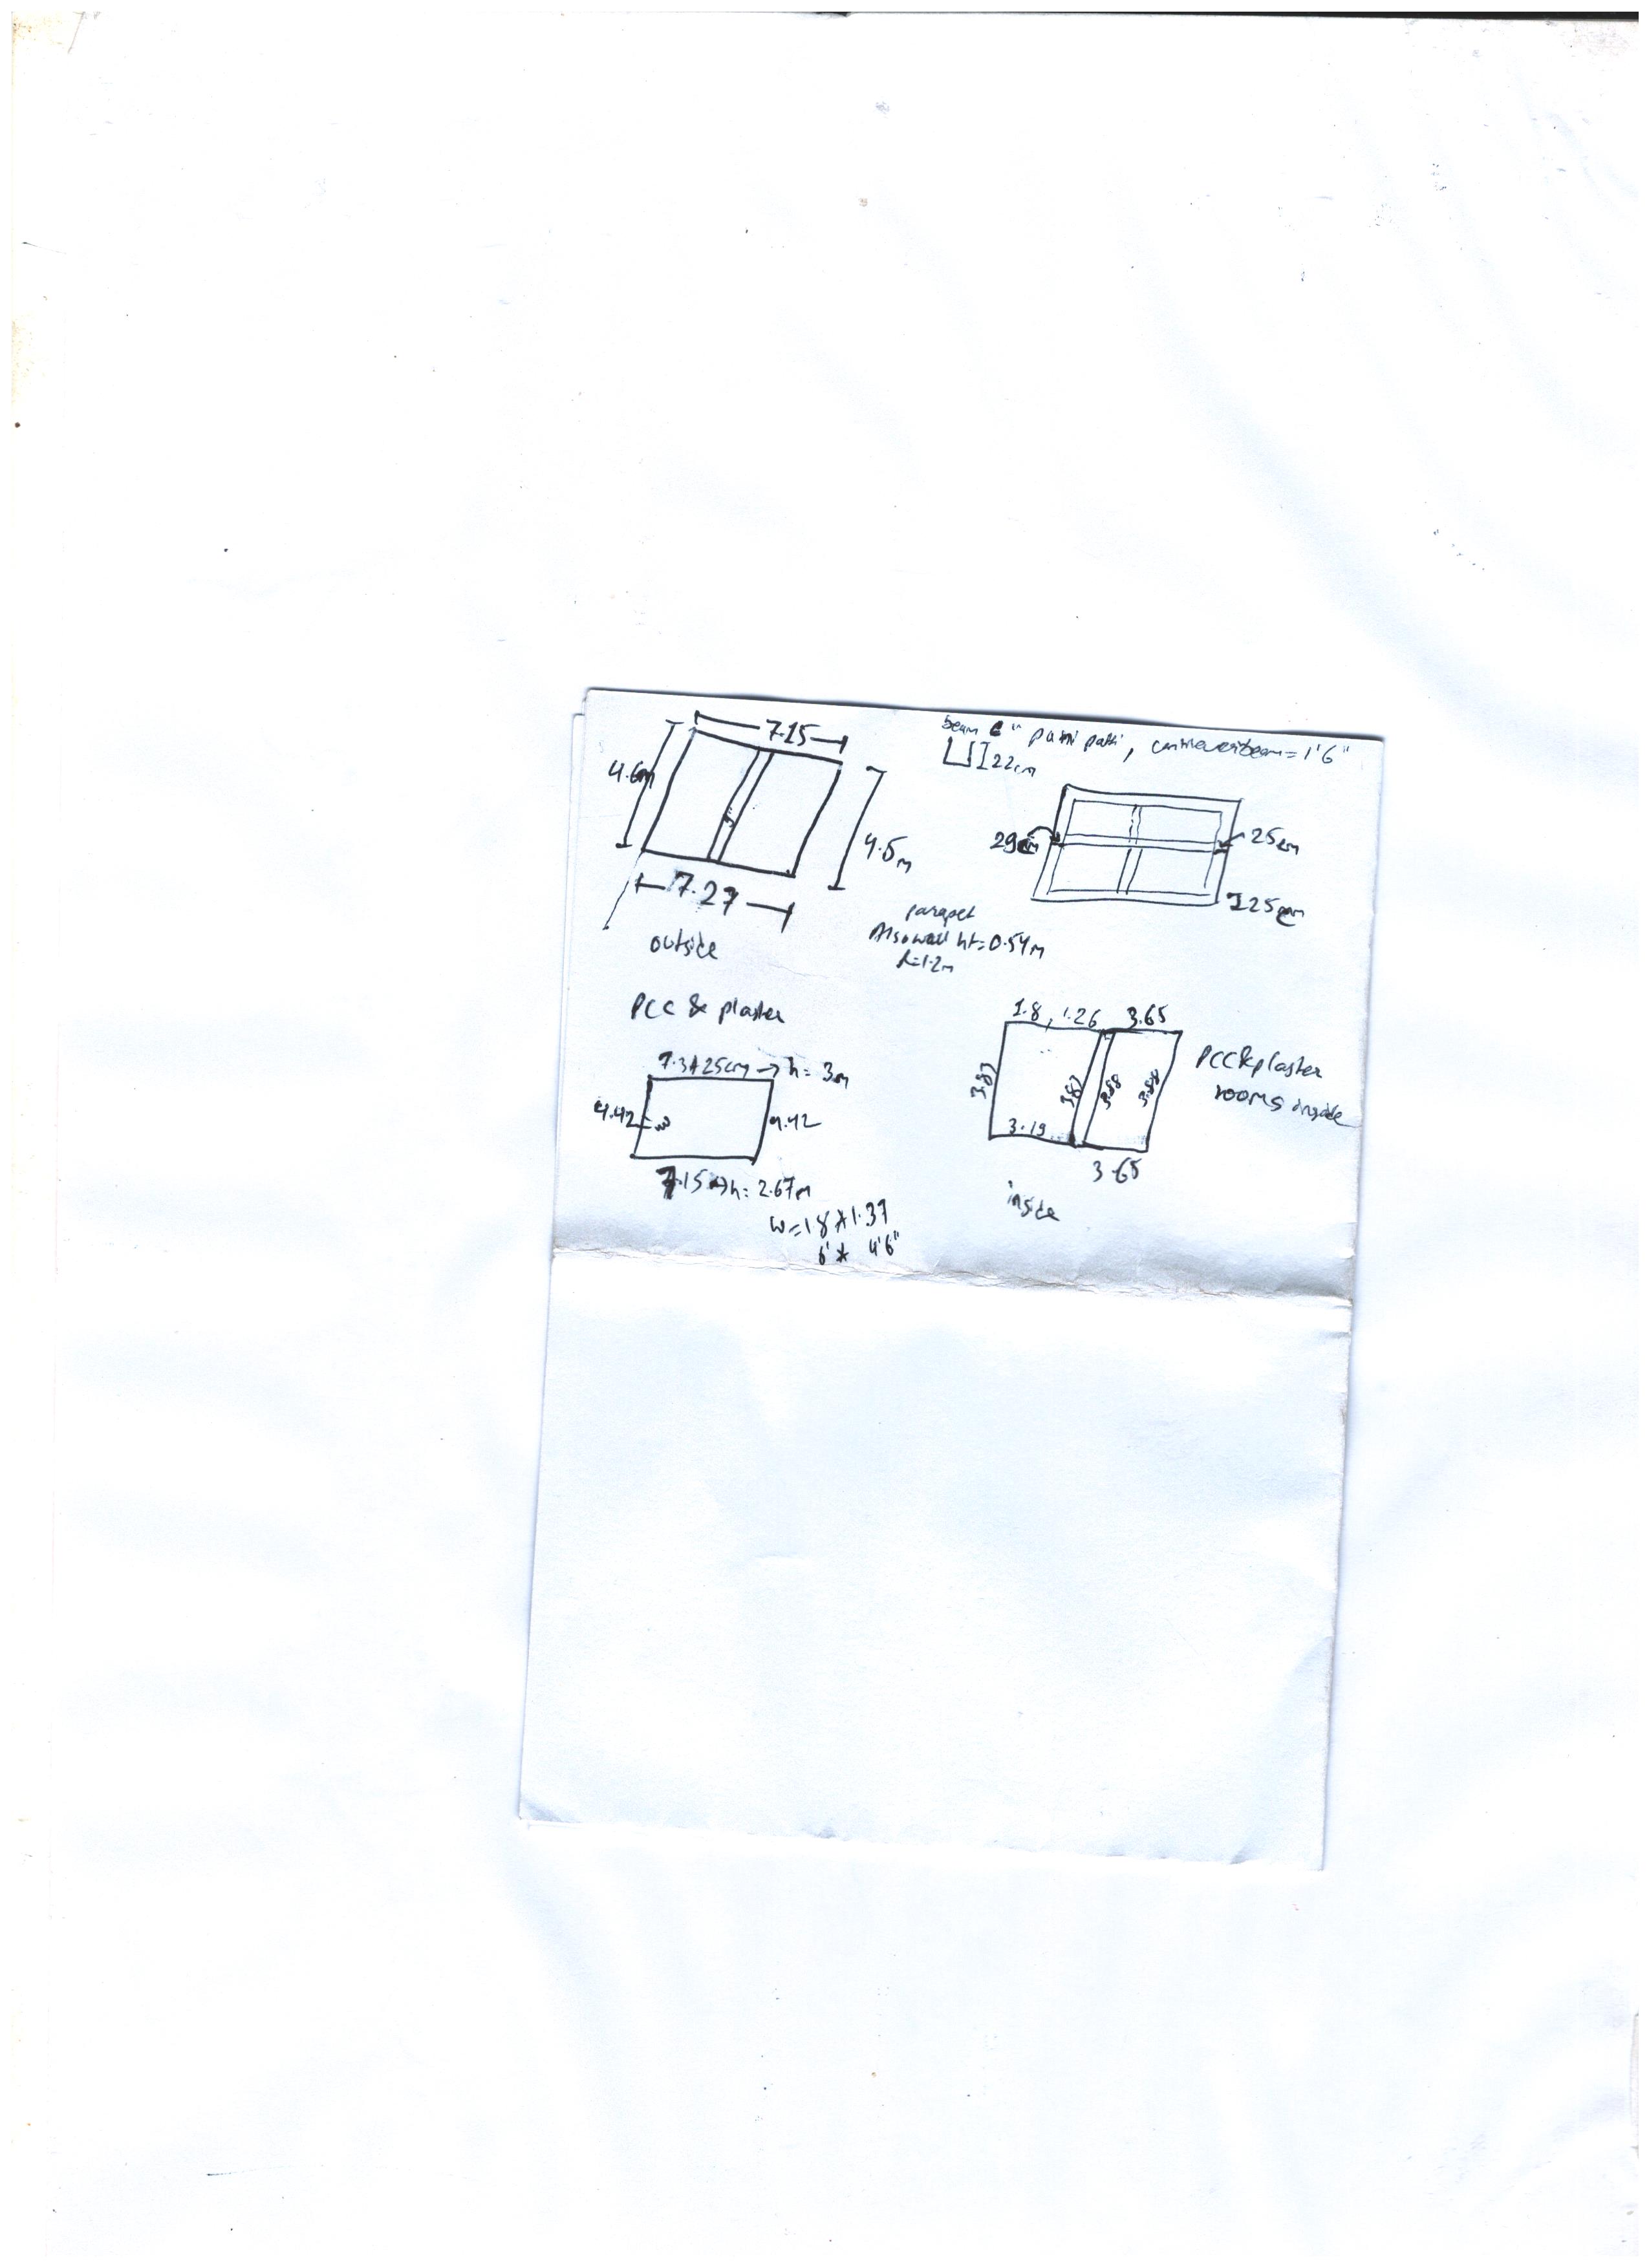 7.15
4.6m
3"
4.5m
7.27
outside
beam 6" patti patti, cantileverbeam = 1'6"
22cm
29cm
25cm
25cm
parapet
Also wall ht = 0.54m
h=1.2m
PCC & plaster
7.3+25cm → h = 3m
4.42
w
4.42
7.15 → h = 2.67m
w = 1.8 * 1.37
6' * 4'6"
1.8, 1.26 3.65
3.87
3.87
3.88
3.88
3.19
3.65
PCC & plaster
rooms inside
inside